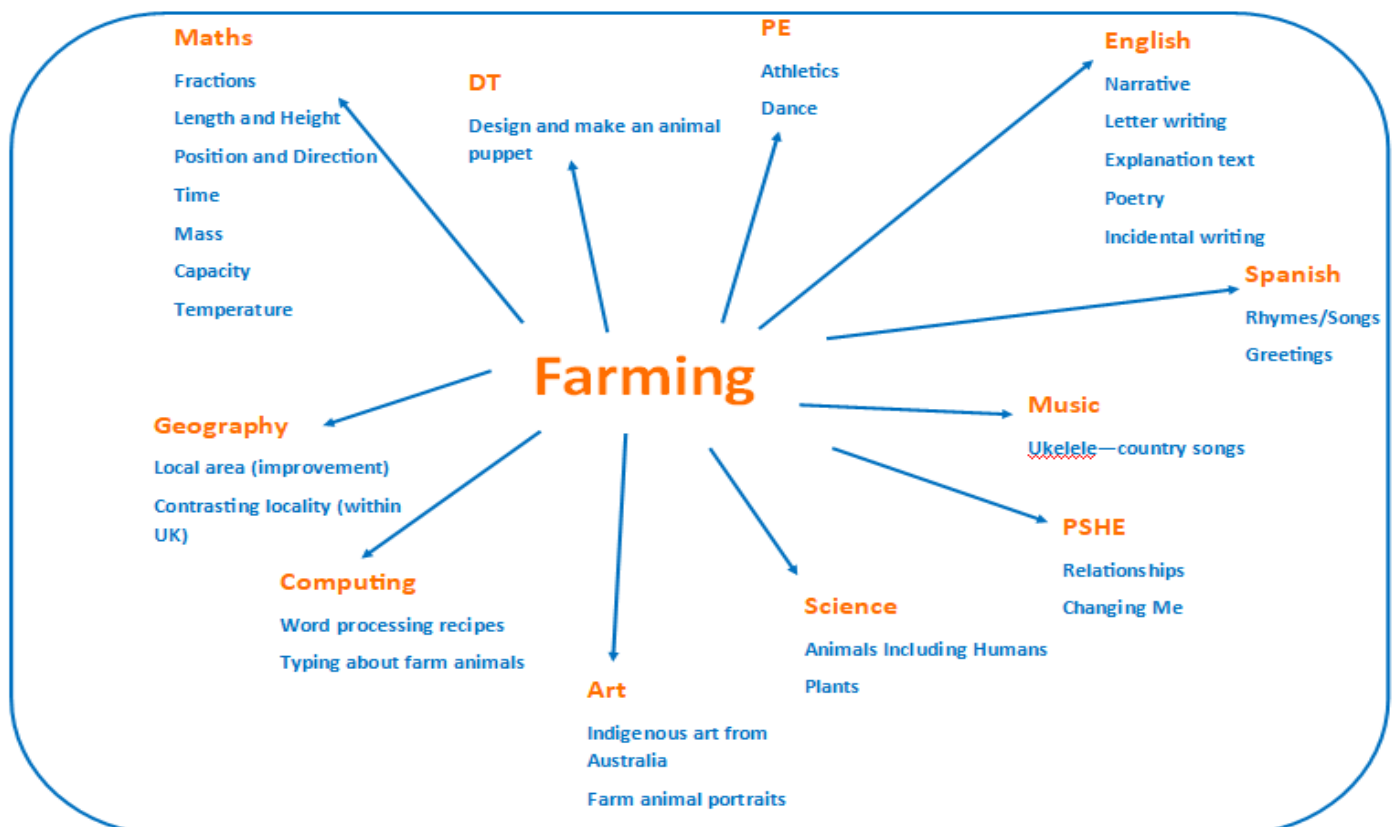 Maths
Fractions
Length and Height
Position and Direction
Time
Mass
Capacity
Temperature
DT
Design and make an animal
puppet
PE
Athletics
Dance
English
Narrative
Letter writing
Explanation text
Poetry
Incidental writing
Spanish
Rhymes/Songs
Greetings
Farming
Geography
Local area (improvement)
Contrasting locality (within
UK)
Music
Ukelele—country songs
PSHE
Relationships
Changing Me
Computing
Word processing recipes
Typing about farm animals
Science
Animals Including Humans
Plants
Art
Indigenous art from
Australia
Farm animal portraits